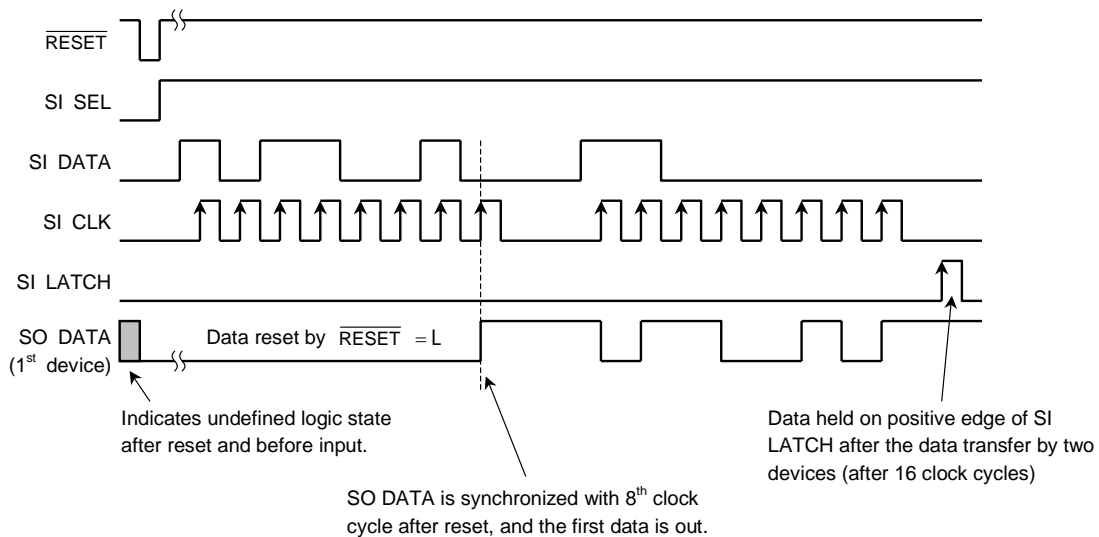 RESET
SI SEL
SI DATA
SI CLK
SI LATCH
SO DATA
(1st device)
Data reset by RESET = L
Indicates undefined logic state
after reset and before input.
Data held on positive edge of SI
LATCH after the data transfer by two
devices (after 16 clock cycles)
SO DATA is synchronized with 8th clock
cycle after reset, and the first data is out.